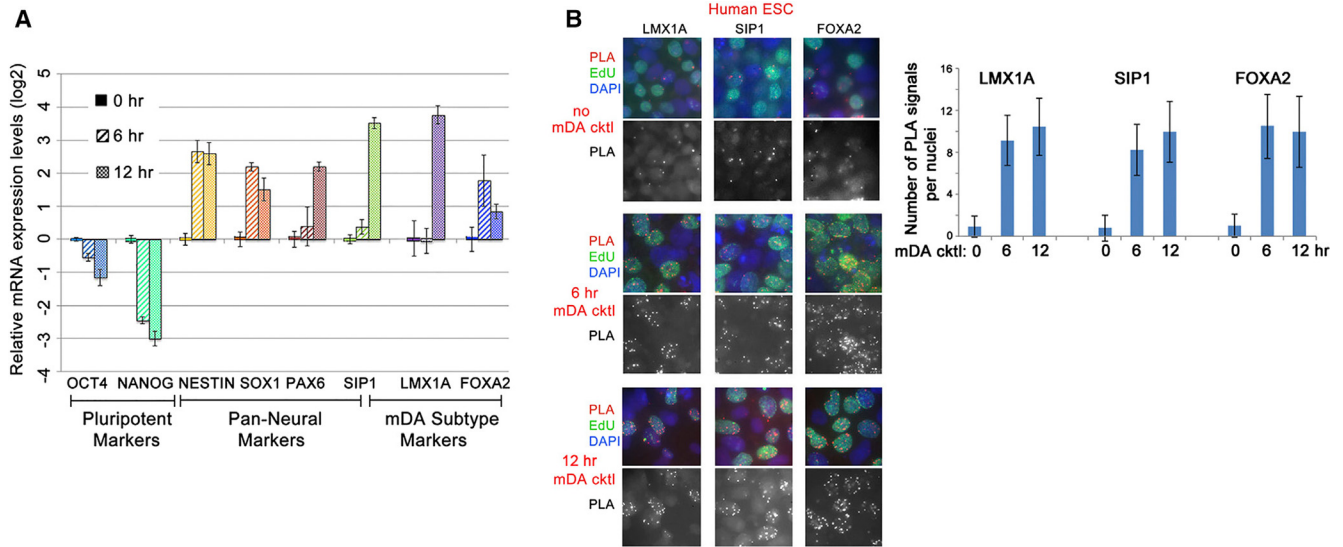 A
Relative mRNA expression levels (log2)
5
4
3
2
1
0
-1
-2
-3
-4
0 hr
6 hr
12 hr
OCT4 NANOG NESTIN SOX1 PAX6 SIP1 LMX1A FOXA2
Pluripotent Markers
Pan-Neural Markers
mDA Subtype Markers
B
Human ESC
LMX1A SIP1 FOXA2
PLA
EdU
DAPI
no
mDA cktl
PLA
PLA
EdU
DAPI
6 hr
mDA cktl
PLA
PLA
EdU
DAPI
12 hr
mDA cktl
PLA
Number of PLA signals
per nuclei
16
12
8
4
0
LMX1A SIP1 FOXA2
mDA cktl: 0 6 12 0 6 12 0 6 12 hr